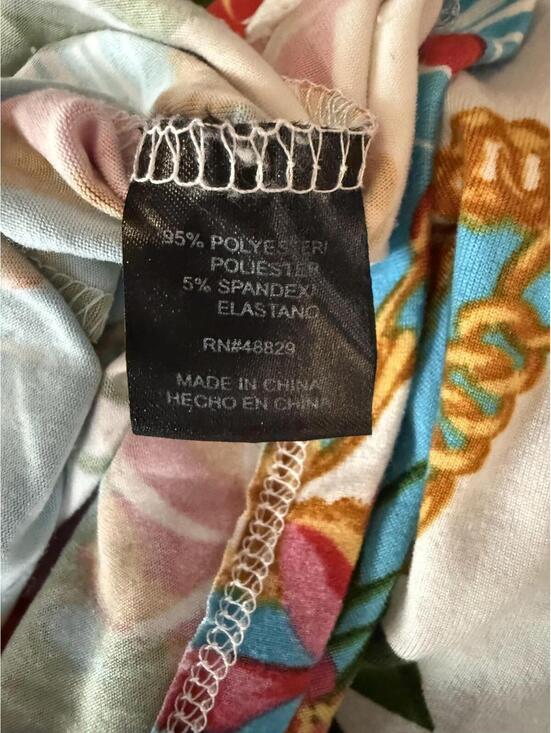 95% POLYESTER/
POLIESTER
5% SPANDEX/
ELASTANO
RN#48829
MADE IN CHINA
HECHO EN CHINA